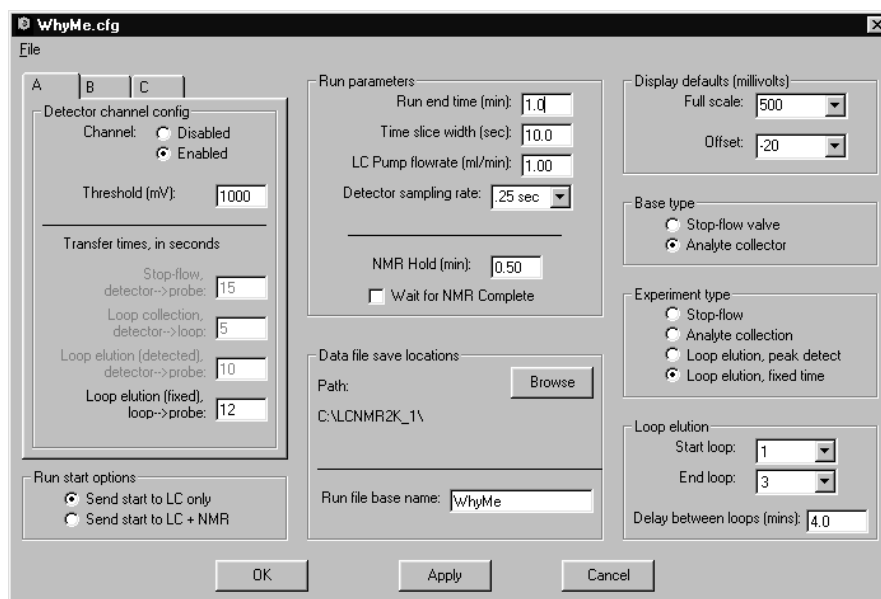 WhyMe.cfg
File
A
B
C
Detector channel config
Channel:
Disabled
Enabled
Threshold (mV):
1000
Transfer times, in seconds
Stop-flow,
detector-->probe:
15
Loop collection,
detector-->loop:
5
Loop elution (detected),
detector-->probe:
10
Loop elution (fixed),
loop-->probe:
12
Run start options
Send start to LC only
Send start to LC + NMR
Run parameters
Run end time (min):
1.0
Time slice width (sec):
10.0
LC Pump flowrate (ml/min):
1.00
Detector sampling rate:
.25 sec
NMR Hold (min):
0.50
Wait for NMR Complete
Data file save locations
Path:
Browse
C:\LCNMR2K_1\
Run file base name:
WhyMe
Display defaults (millivolts)
Full scale:
500
Offset:
-20
Base type
Stop-flow valve
Analyte collector
Experiment type
Stop-flow
Analyte collection
Loop elution, peak detect
Loop elution, fixed time
Loop elution
Start loop:
1
End loop:
3
Delay between loops (mins):
4.0
OK
Apply
Cancel